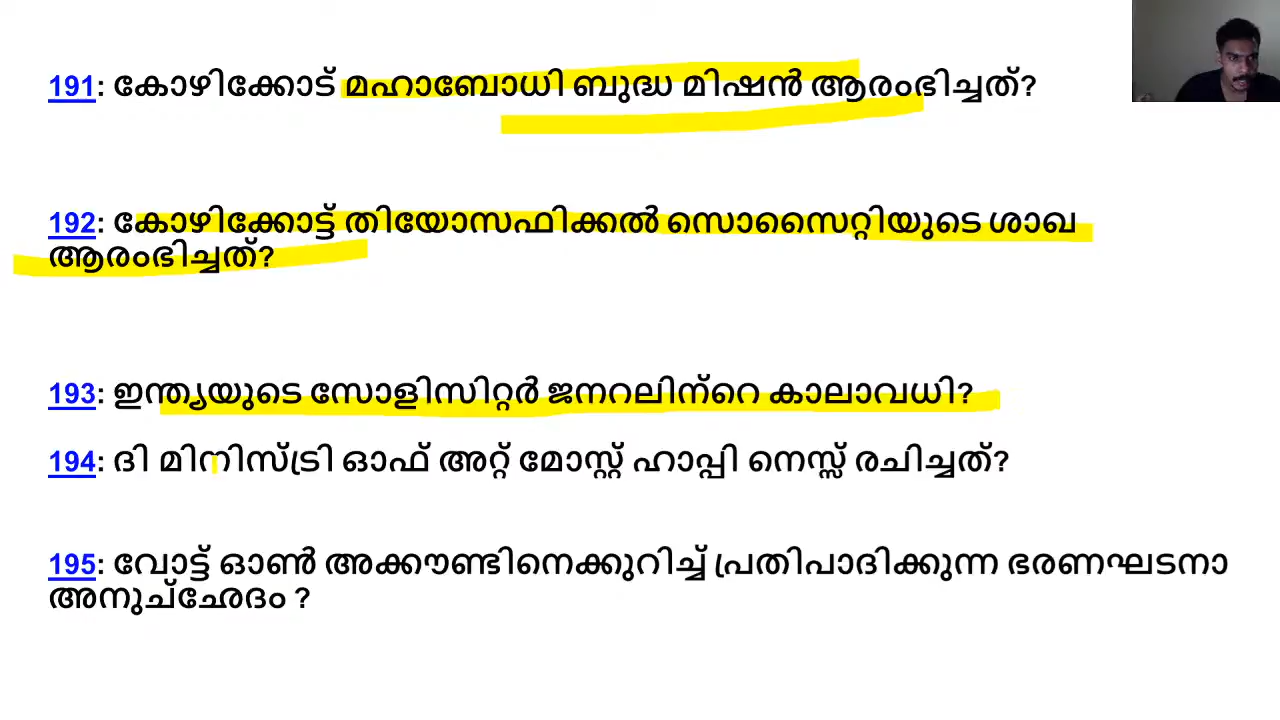 191: കോഴിക്കോട് മഹാബോധി ബുദ്ധ മിഷൻ ആരംഭിച്ചത്?
192: കോഴിക്കോട്ട് തിയോസഫിക്കൽ സൊസൈറ്റിയുടെ ശാഖ
ആരംഭിച്ചത്?
193: ഇന്ത്യയുടെ സോളിസിറ്റർ ജനറലിന്റെ കാലാവധി?
194: ദി മിനിസ്ട്രി ഓഫ് അറ്റ് മോസ്റ്റ് ഹാപ്പി നെസ്സ് രചിച്ചത്?
195: വോട്ട് ഓൺ അക്കൗണ്ടിനെക്കുറിച്ച് പ്രതിപാദിക്കുന്ന ഭരണഘടനാ
അനുച്ഛേദം ?